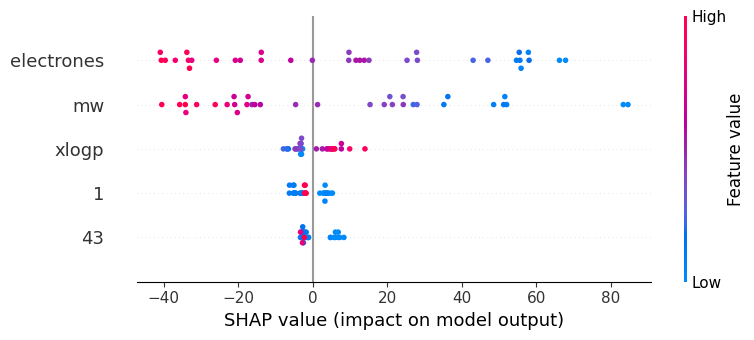 High
electrones
mw
xlogp
1
43
Feature value
Low
−40 −20 0 20 40 60 80
SHAP value (impact on model output)